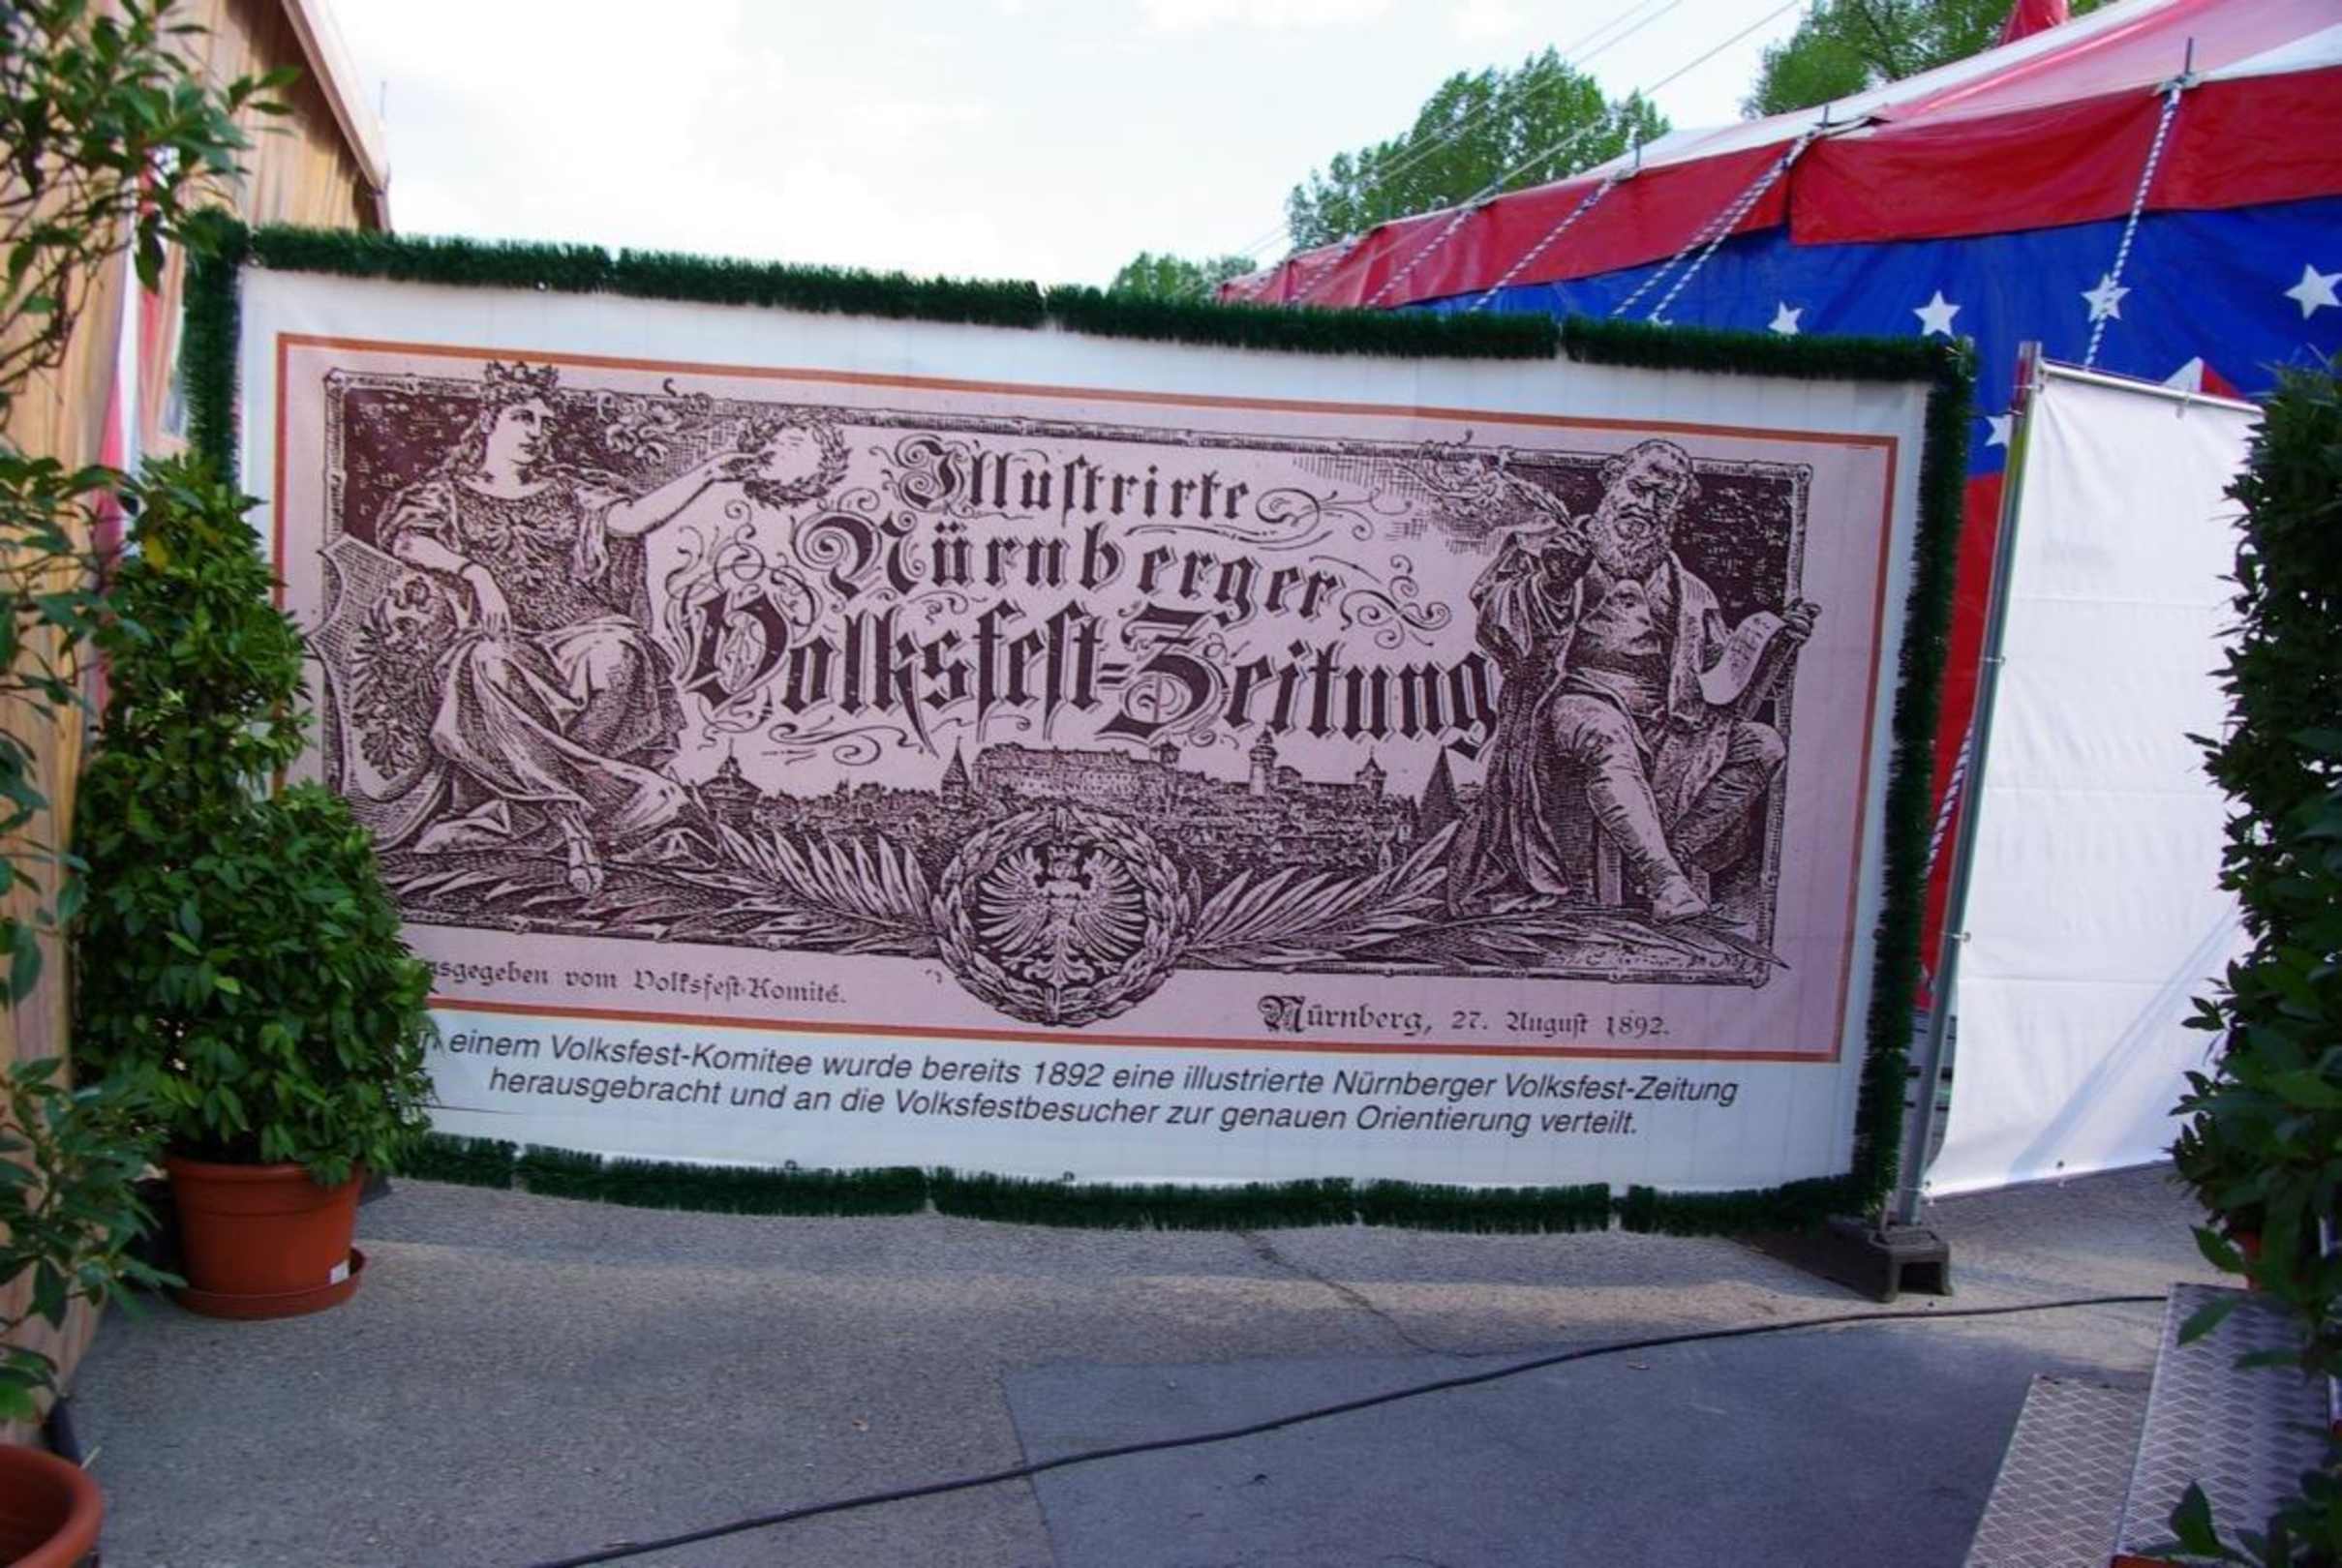 Illustrirte
Nürnberger
Volksfest-Zeitung
usgegeben vom Volksfest-Komité.
Nürnberg, 27. August 1892.
n einem Volksfest-Komitee wurde bereits 1892 eine illustrierte Nürnberger Volksfest-Zeitung
herausgebracht und an die Volksfestbesucher zur genauen Orientierung verteilt.